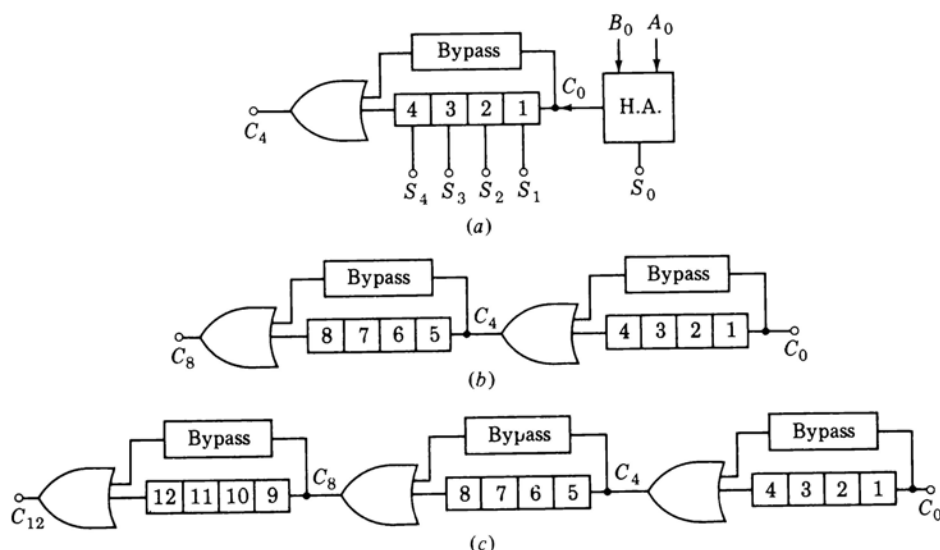 B₀ A₀
Bypass
C₀
H.A.
4 3 2 1
C₄
S₄ S₃ S₂ S₁
S₀
(a)
Bypass Bypass
C₄
8 7 6 5 4 3 2 1
C₈ C₀
(b)
Bypass Bypass Bypass
C₈ C₄
12 11 10 9 8 7 6 5 4 3 2 1
C₁₂ C₀
(c)